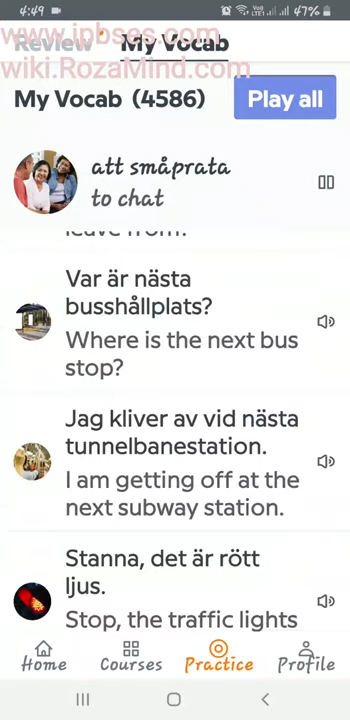 4:49
47%
www.ipbses.com
Review
My Vocab
wiki.RozaMind.com
My Vocab (4586)
Play all
att småprata
to chat
leave from?
Var är nästa
busshållplats?
Where is the next bus
stop?
Jag kliver av vid nästa
tunnelbanestation.
I am getting off at the
next subway station.
Stanna, det är rött
ljus.
Stop, the traffic lights
Home
Courses
Practice
Profile